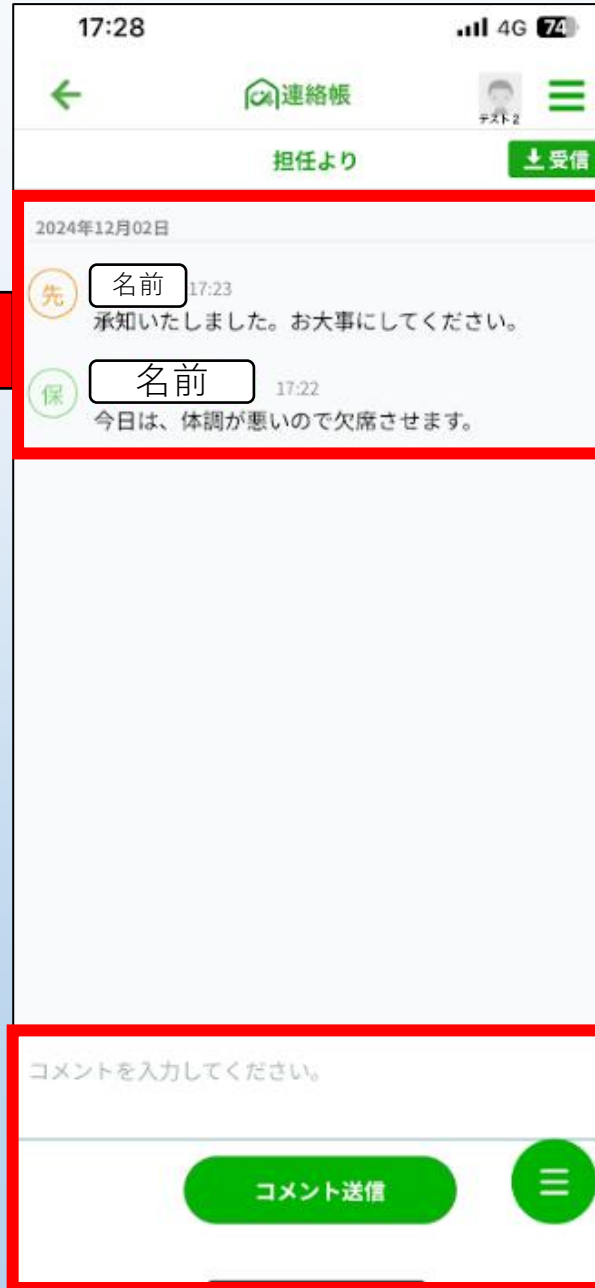 17:28 4G 74
連絡帳 テスト2
担任より 受信
2024年12月02日
先 名前 17:23
承知いたしました。お大事にしてください。
保 名前 17:22
今日は、体調が悪いので欠席させます。
コメントを入力してください。
コメント送信